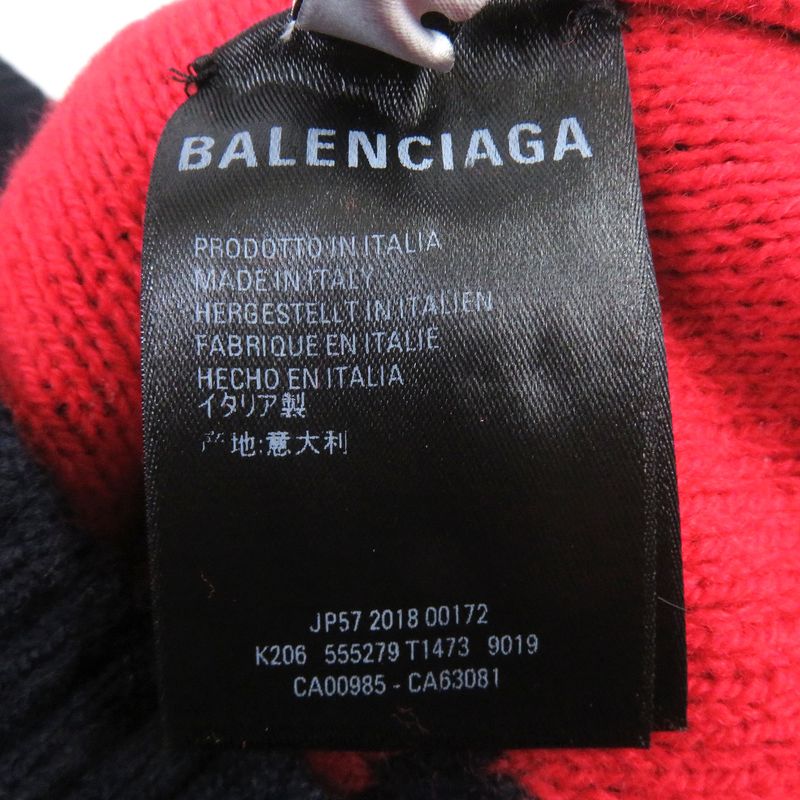 BALENCIAGA
PRODOTTO IN ITALIA
MADE IN ITALY
HERGESTELLT IN ITALIEN
FABRIQUE EN ITALIE
HECHO EN ITALIA
イタリア製
产地:意大利
JP57 2018 00172
K206 555279 T1473 9019
CA00985 - CA63081